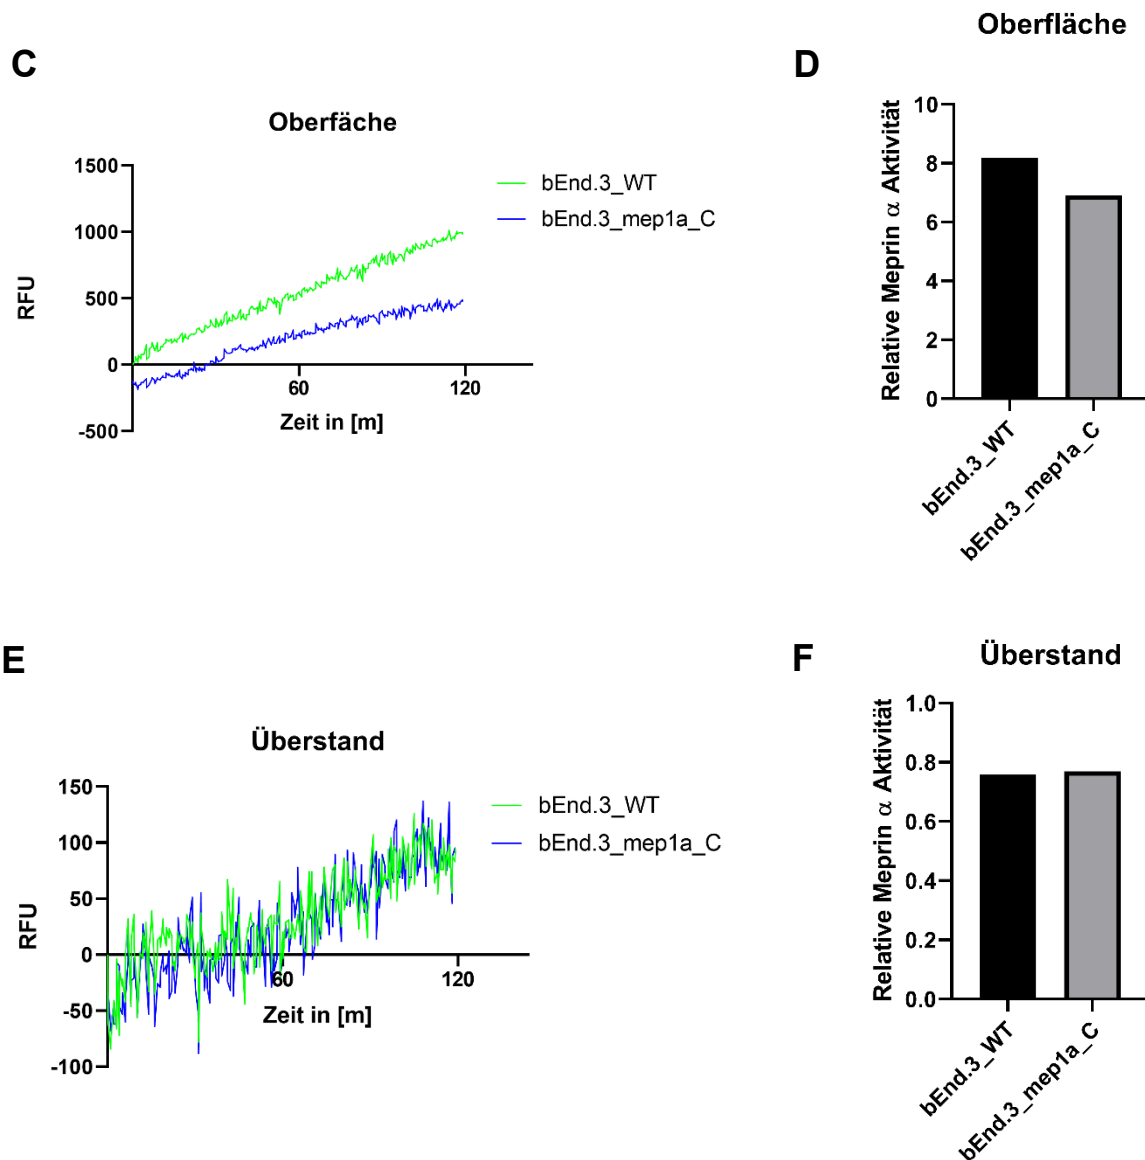 C
Oberfäche
1500
1000
500
0
-500
RFU
60
120
Zeit in [m]
bEnd.3_WT
bEnd.3_mep1a_C
D
Oberfläche
10
8
6
4
2
0
Relative Meprin α Aktivität
bEnd.3_WT
bEnd.3_mep1a_C
E
Überstand
150
100
50
0
-50
-100
RFU
60
120
Zeit in [m]
bEnd.3_WT
bEnd.3_mep1a_C
F
Überstand
1.0
0.8
0.6
0.4
0.2
0.0
Relative Meprin α Aktivität
bEnd.3_WT
bEnd.3_mep1a_C